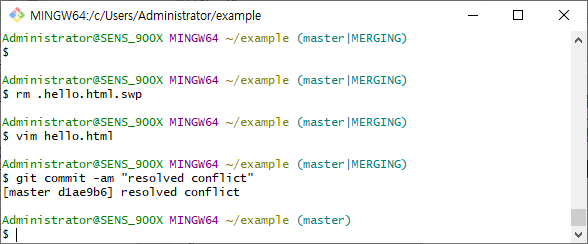 MINGW64:/c/Users/Administrator/example
Administrator@SENS_900X MINGW64 ~/example (master|MERGING)
$
Administrator@SENS_900X MINGW64 ~/example (master|MERGING)
$ rm .hello.html.swp
Administrator@SENS_900X MINGW64 ~/example (master|MERGING)
$ vim hello.html
Administrator@SENS_900X MINGW64 ~/example (master|MERGING)
$ git commit -am "resolved conflict"
[master d1ae9b6] resolved conflict
Administrator@SENS_900X MINGW64 ~/example (master)
$